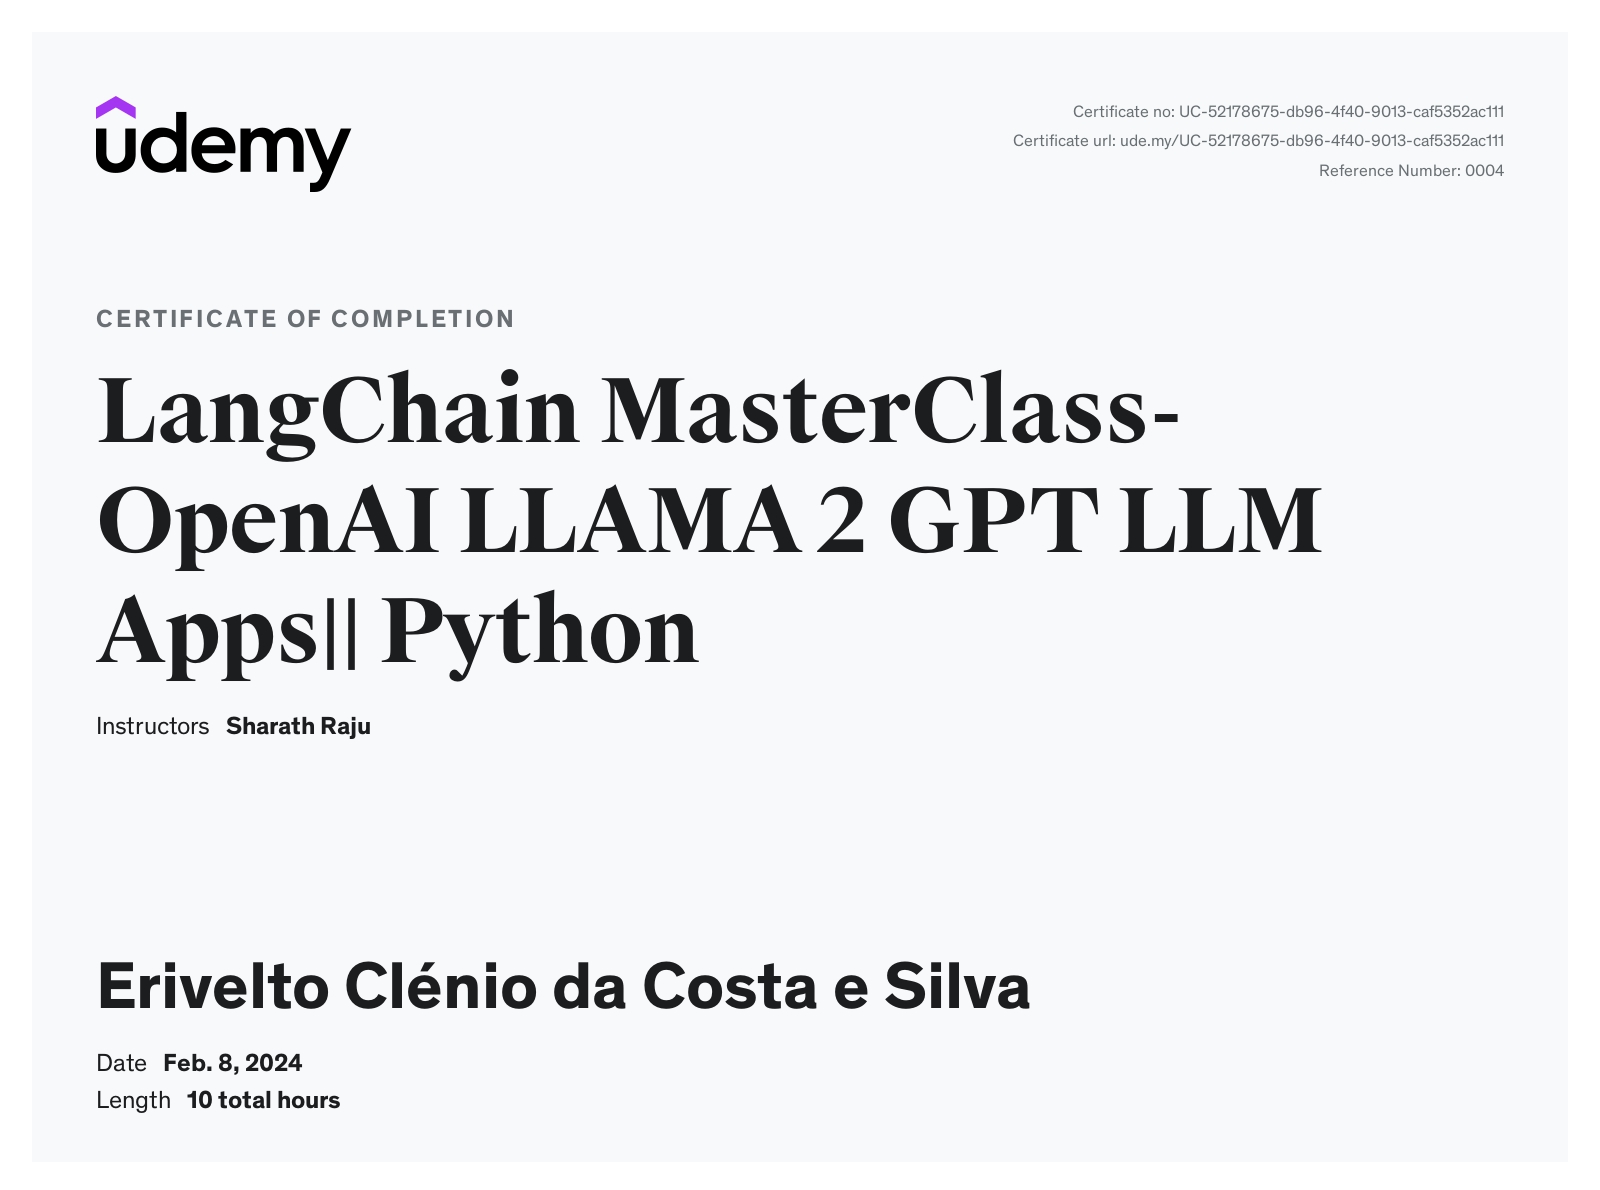 udemy
Certificate no: UC-52178675-db96-4f40-9013-caf5352ac111
Certificate url: ude.my/UC-52178675-db96-4f40-9013-caf5352ac111
Reference Number: 0004
CERTIFICATE OF COMPLETION
LangChain MasterClass-
OpenAI LLAMA 2 GPT LLM
Apps|| Python
Instructors Sharath Raju
Erivelto Clénio da Costa e Silva
Date Feb. 8, 2024
Length 10 total hours